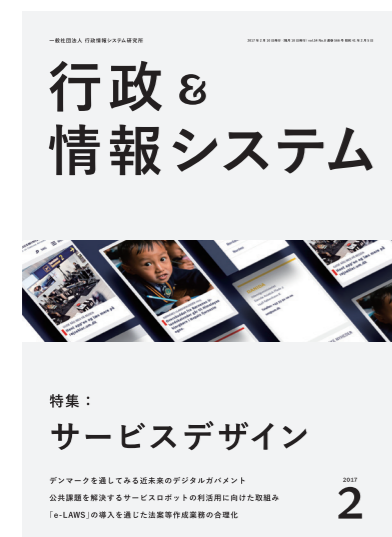 一般社団法人 行政情報システム研究所
行政&
情報システム
特集：
サービスデザイン
デンマークを通してみる近未来のデジタルガバメント
公共課題を解決するサービスロボットの利活用に向けた取組み
「e-LAWS」の導入を通じた法案等作成業務の合理化
2017
2